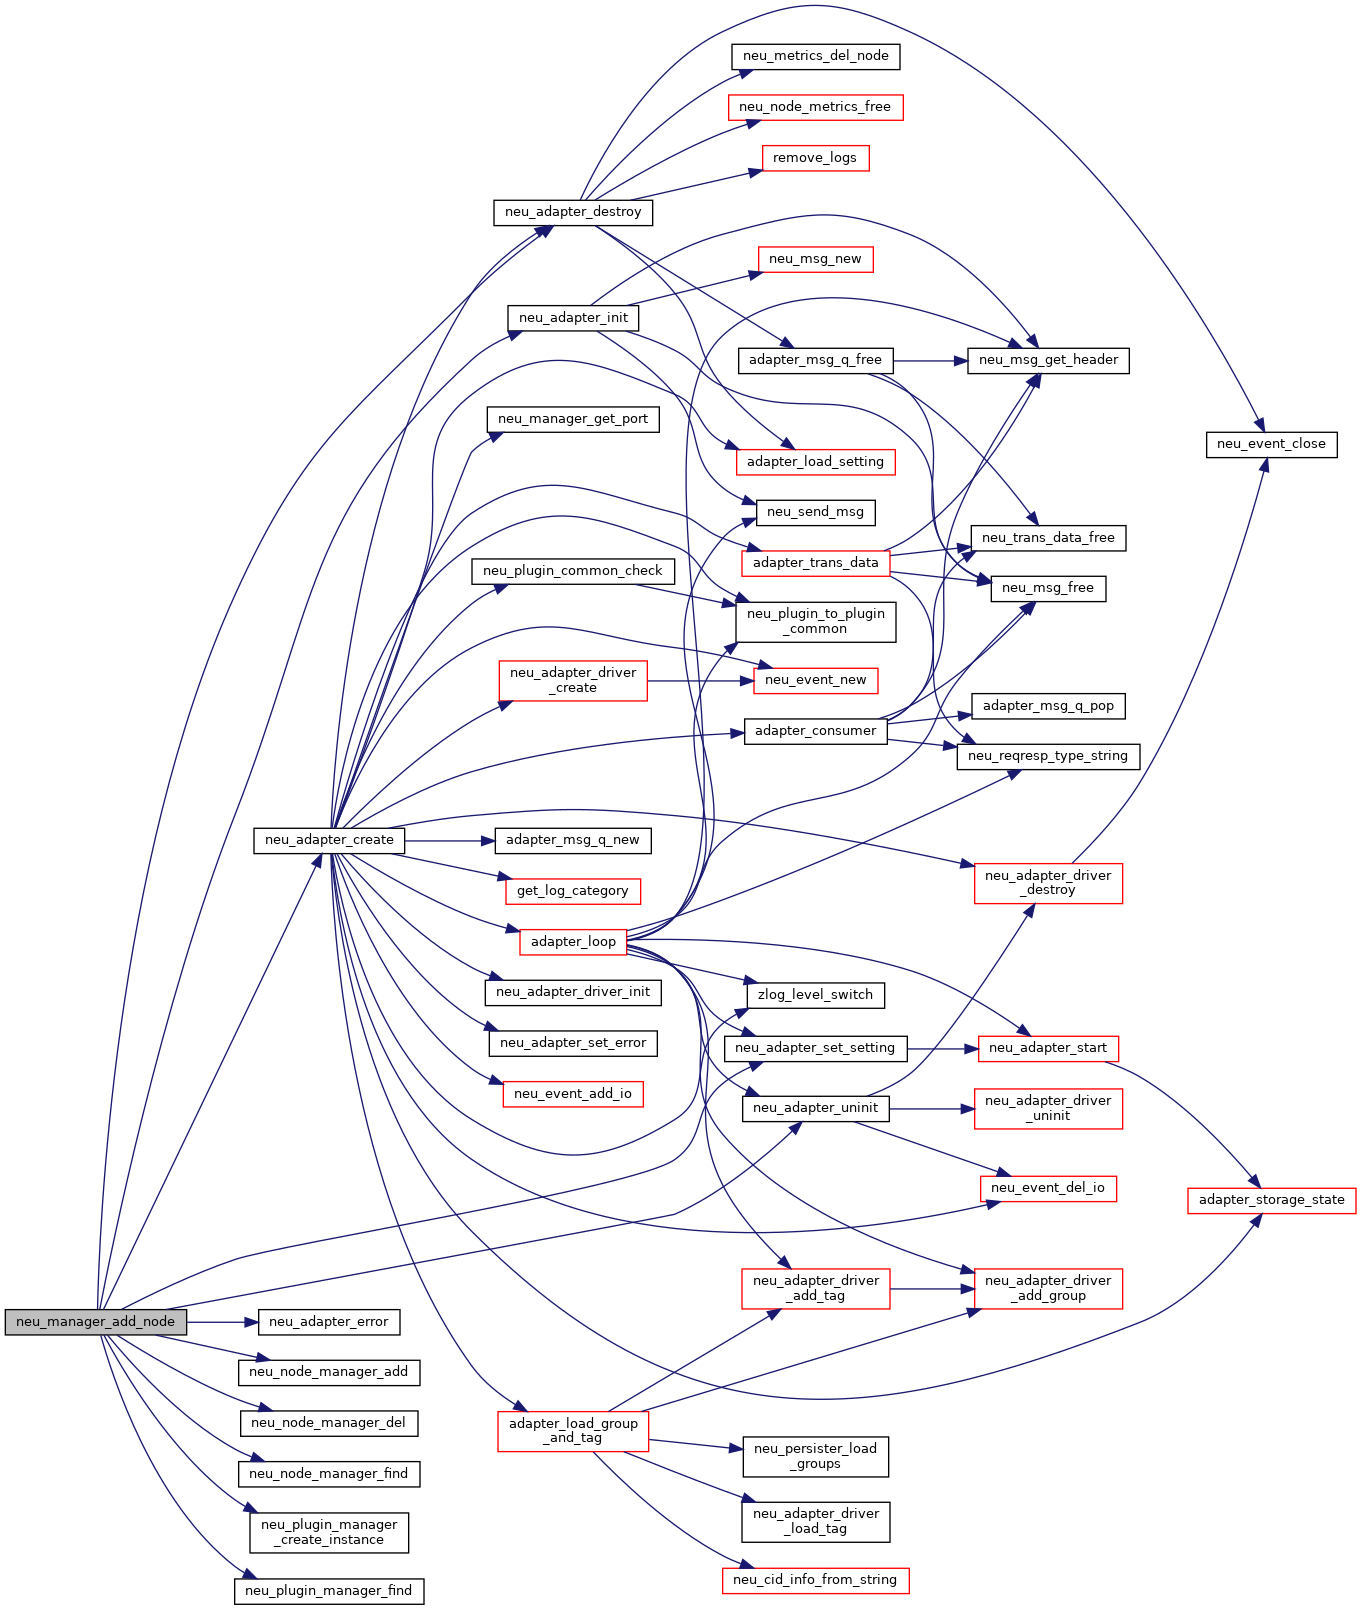 neu_metrics_del_node
neu_node_metrics_free
remove_logs
neu_adapter_destroy
neu_msg_new
neu_adapter_init
adapter_msg_q_free
neu_msg_get_header
neu_manager_get_port
neu_event_close
adapter_load_setting
neu_send_msg
neu_trans_data_free
adapter_trans_data
neu_plugin_common_check
neu_msg_free
neu_plugin_to_plugin
_common
neu_adapter_driver
_create
neu_event_new
adapter_msg_q_pop
adapter_consumer
neu_reqresp_type_string
neu_adapter_create
adapter_msg_q_new
neu_adapter_driver
_destroy
get_log_category
adapter_loop
neu_adapter_driver_init
zlog_level_switch
neu_adapter_set_error
neu_adapter_set_setting
neu_adapter_start
neu_event_add_io
neu_adapter_uninit
neu_adapter_driver
_uninit
neu_event_del_io
adapter_storage_state
neu_adapter_driver
_add_tag
neu_adapter_driver
_add_group
neu_manager_add_node
neu_adapter_error
neu_node_manager_add
neu_node_manager_del
adapter_load_group
_and_tag
neu_persister_load
_groups
neu_node_manager_find
neu_adapter_driver
_load_tag
neu_plugin_manager
_create_instance
neu_cid_info_from_string
neu_plugin_manager_find